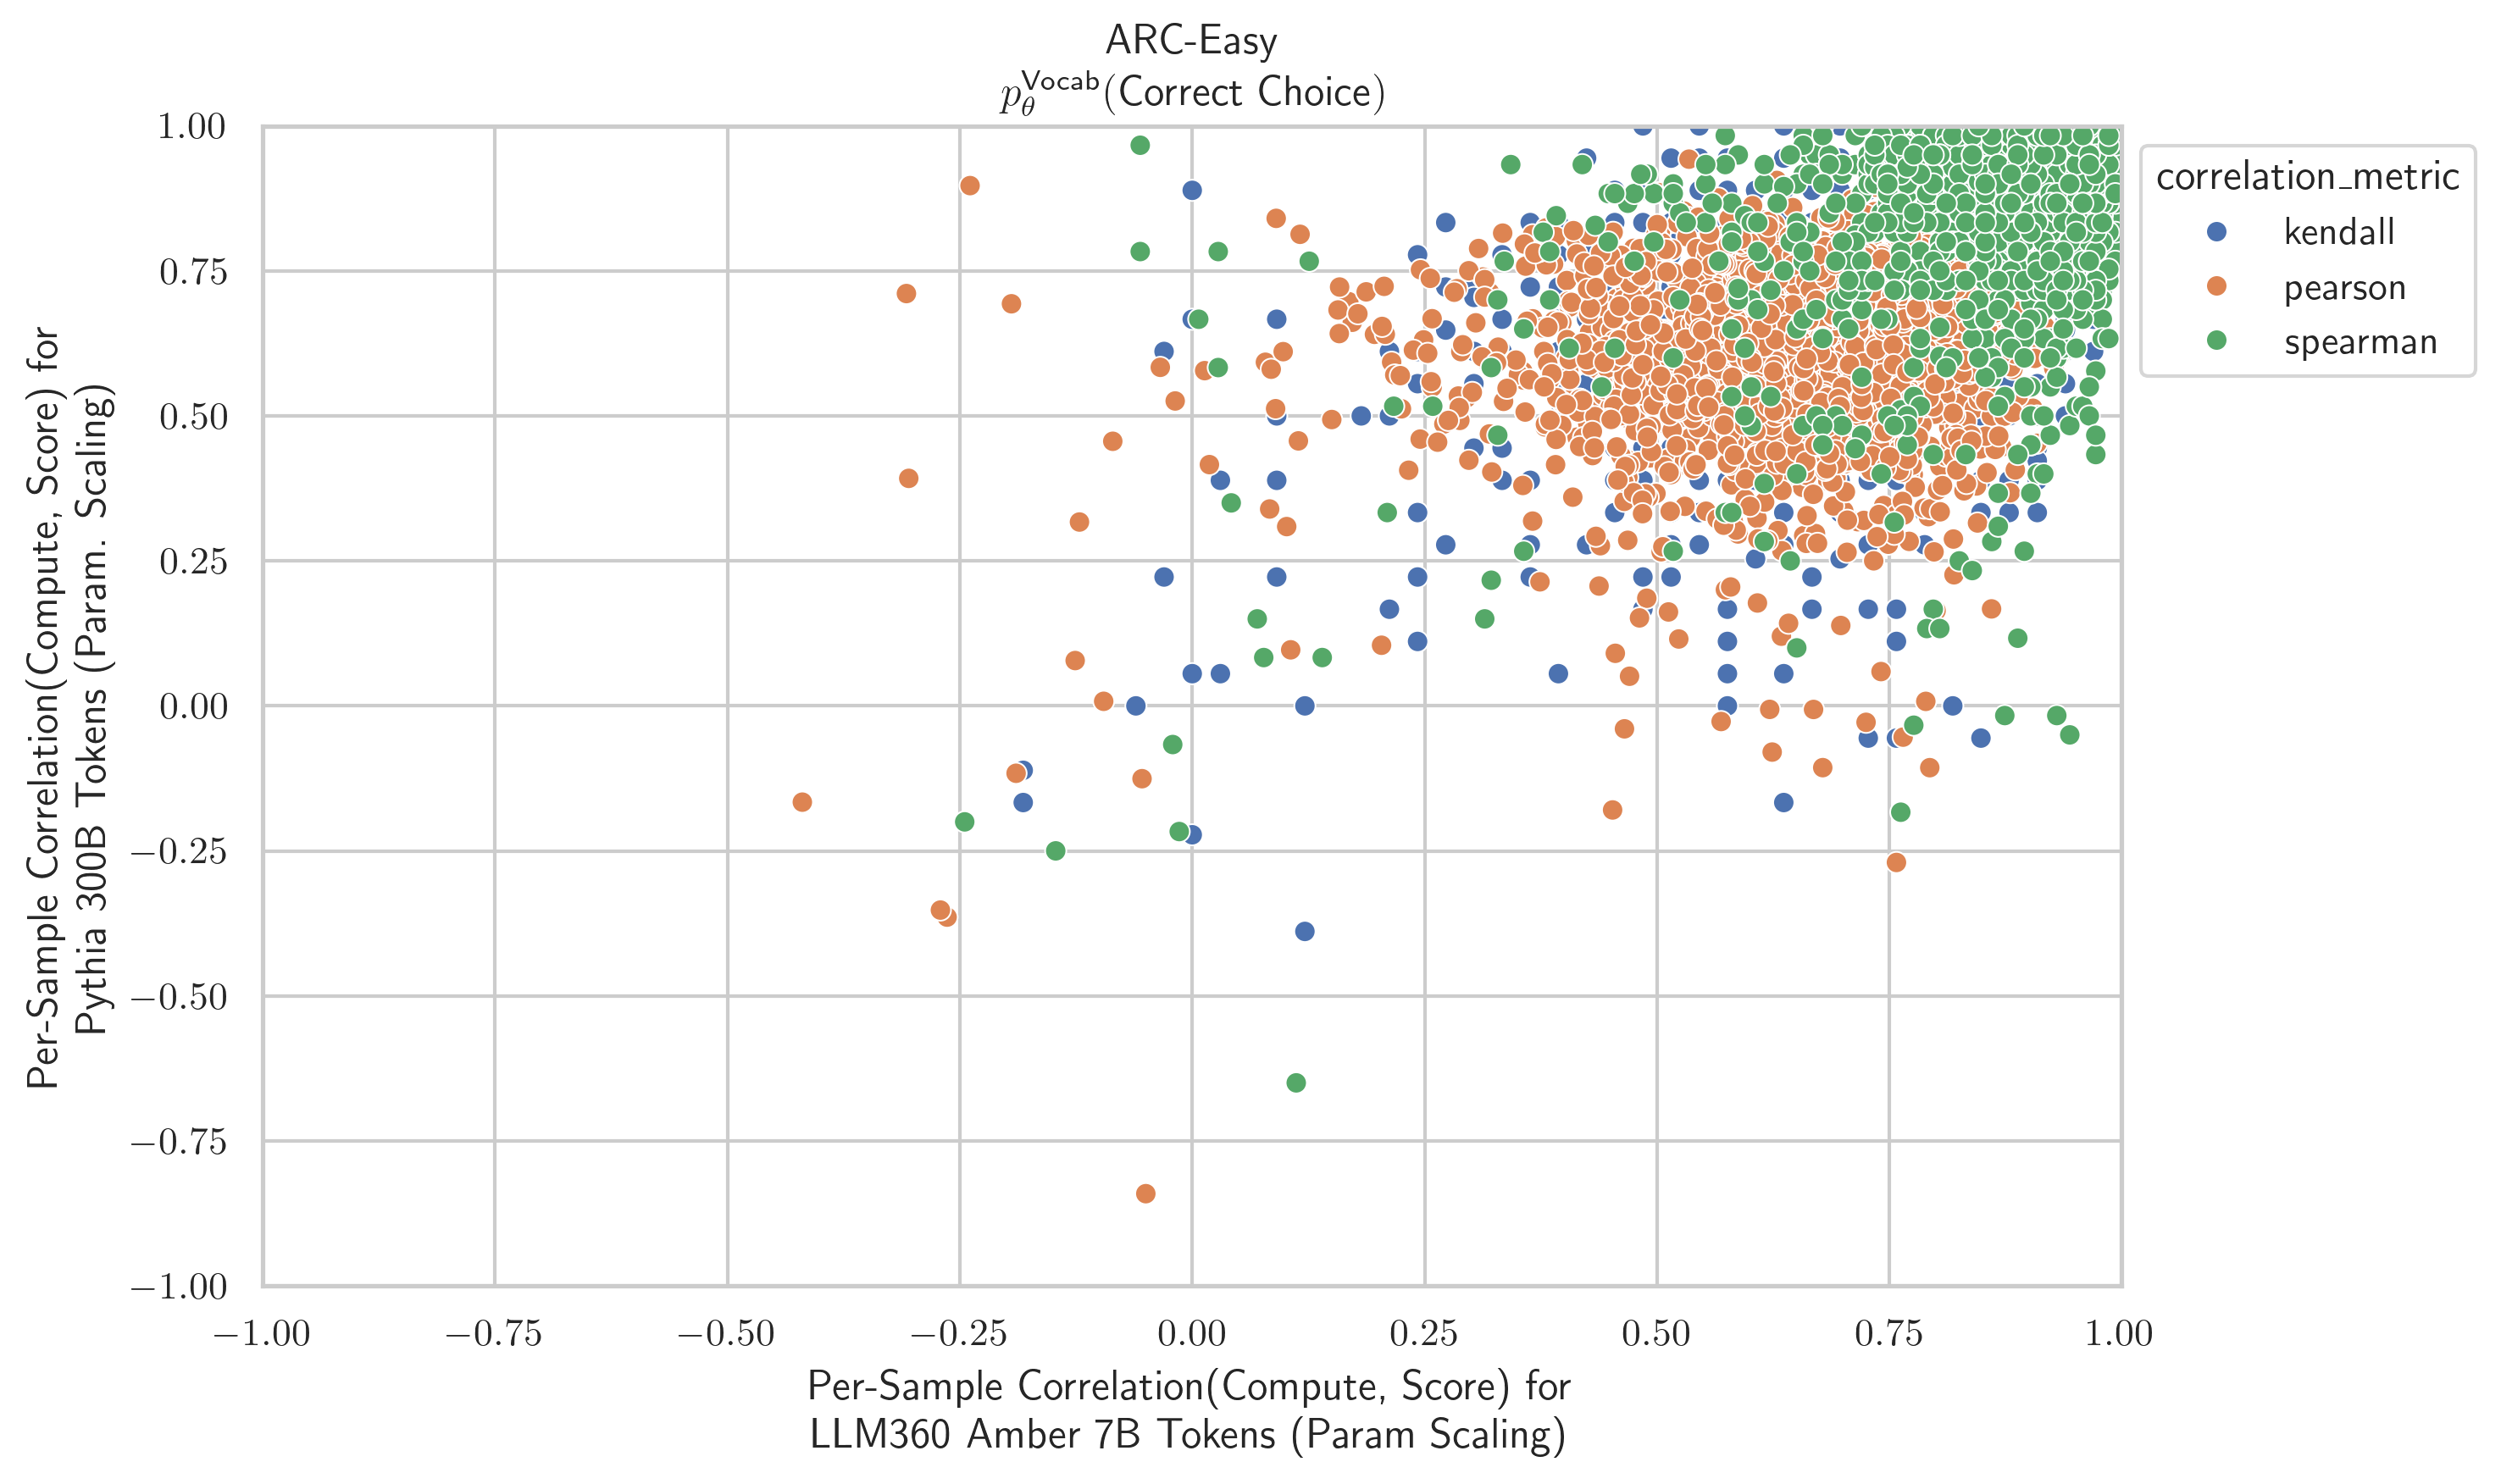 ARC-Easy
p_θ^Vocab(Correct Choice)
Per-Sample Correlation(Compute, Score) for
Pythia 300B Tokens (Param. Scaling)
1.00
0.75
0.50
0.25
0.00
−0.25
−0.50
−0.75
−1.00
correlation_metric
kendall
pearson
spearman
−1.00 −0.75 −0.50 −0.25 0.00 0.25 0.50 0.75 1.00
Per-Sample Correlation(Compute, Score) for
LLM360 Amber 7B Tokens (Param Scaling)